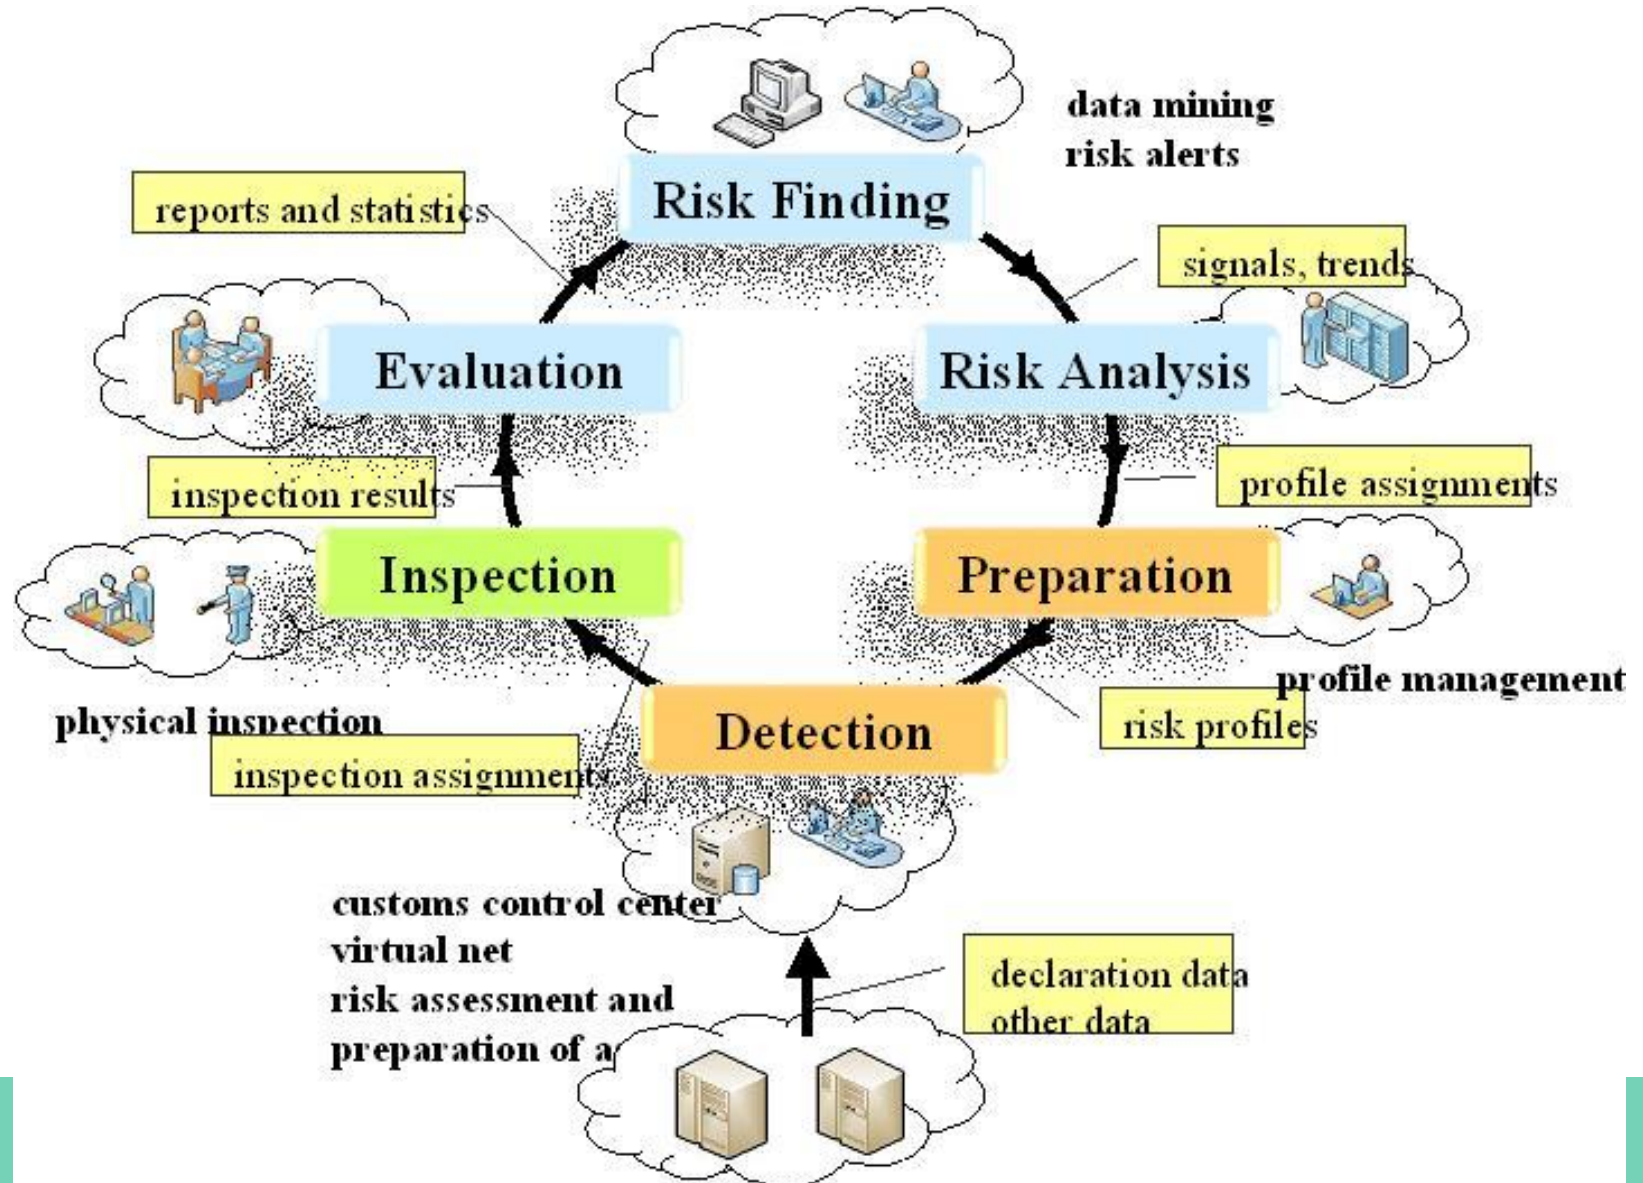 data mining
risk alerts
Risk Finding
reports and statistics
signals, trends
Evaluation
Risk Analysis
inspection results
profile assignments
Inspection
Preparation
profile management
physical inspection
risk profiles
Detection
inspection assignments
customs control center
virtual net
risk assessment and
preparation of
declaration data
other data